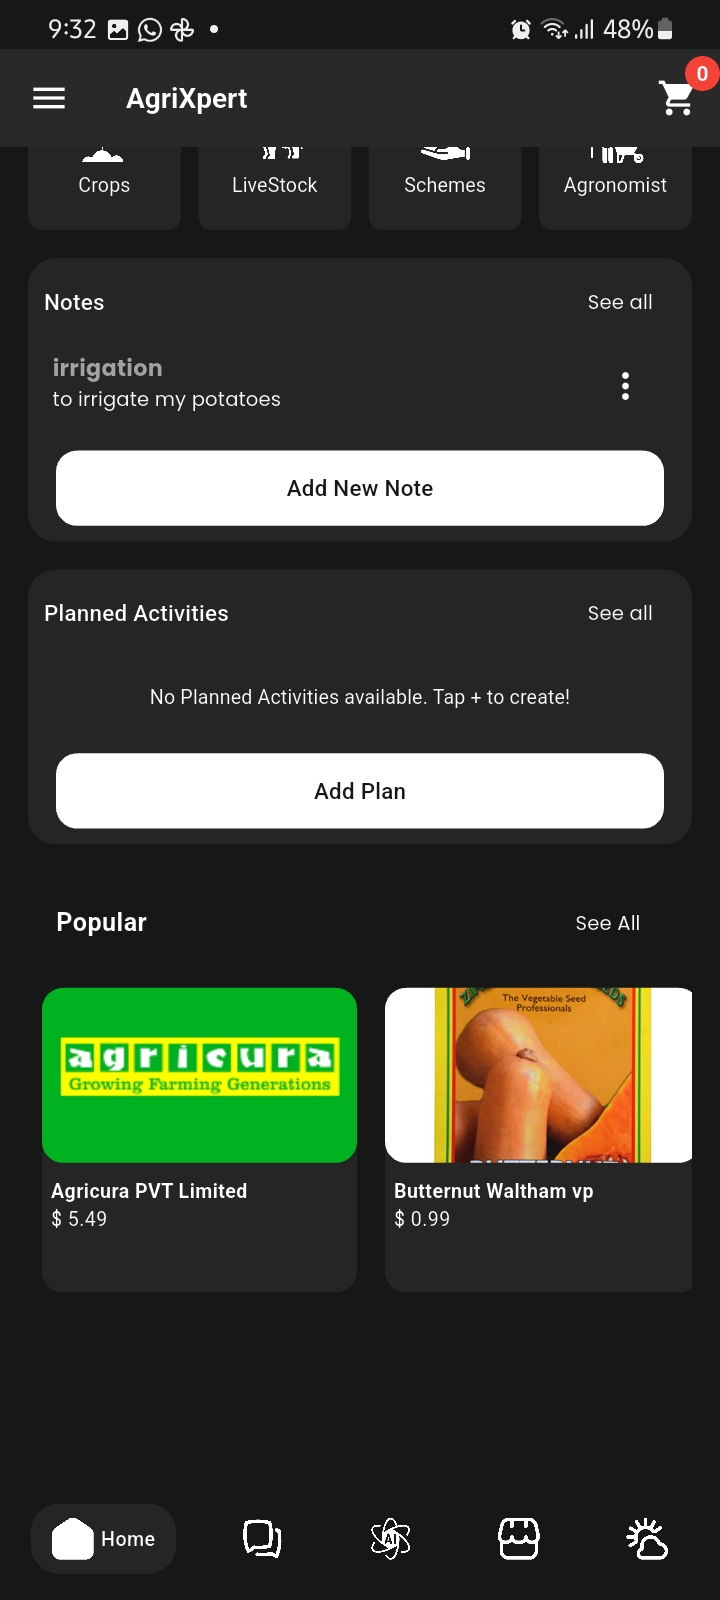 9:32
48%
AgriXpert
0
Crops
LiveStock
Schemes
Agronomist
Notes
See all
irrigation
to irrigate my potatoes
Add New Note
Planned Activities
See all
No Planned Activities available. Tap + to create!
Add Plan
Popular
See All
agricura
Growing Farming Generations
The Vegetable Seed
Professionals
Agricura PVT Limited
$ 5.49
Butternut Waltham vp
$ 0.99
Home
AI